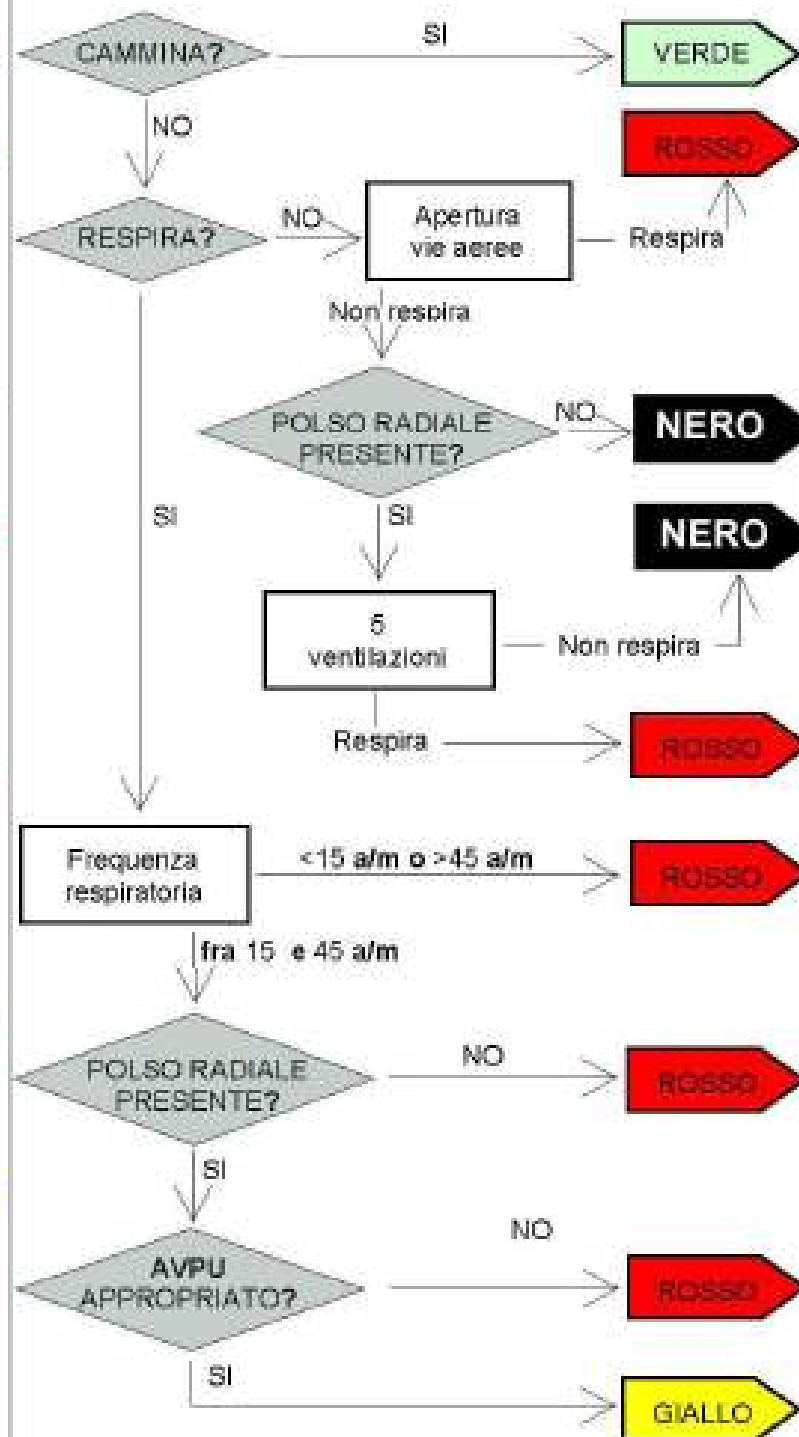 CAMMINA?
SI
VERDE
NO
ROSSO
RESPIRA?
NO
Apertura
vie aeree
Respira
Non respira
POLSO RADIALE
PRESENTE?
NO
NERO
SI
SI
NERO
5
ventilazioni
Non respira
Respira
ROSSO
Frequenza
respiratoria
<15 a/m o >45 a/m
ROSSO
fra 15 e 45 a/m
POLSO RADIALE
PRESENTE?
NO
ROSSO
SI
AVPU
APPROPRIATO?
NO
ROSSO
SI
GIALLO